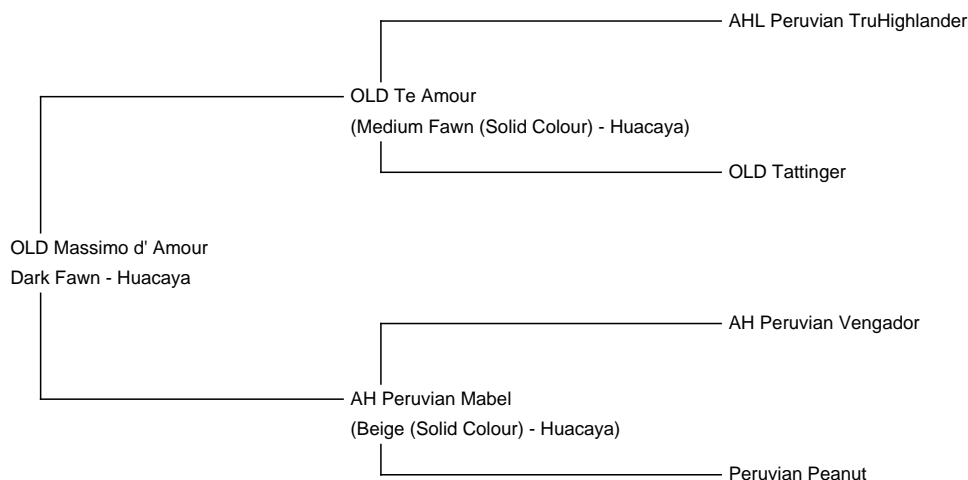 AHL Peruvian TruHighlander
OLD Te Amour
(Medium Fawn (Solid Colour) - Huacaya)
OLD Tattinger
OLD Massimo d' Amour
Dark Fawn - Huacaya
AH Peruvian Vengador
AH Peruvian Mabel
(Beige (Solid Colour) - Huacaya)
Peruvian Peanut